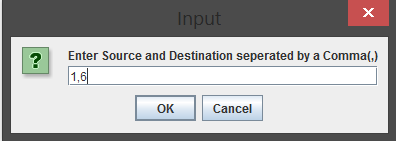 Input
x
?
Enter Source and Destination seperated by a Comma(,)
1,6
OK
Cancel